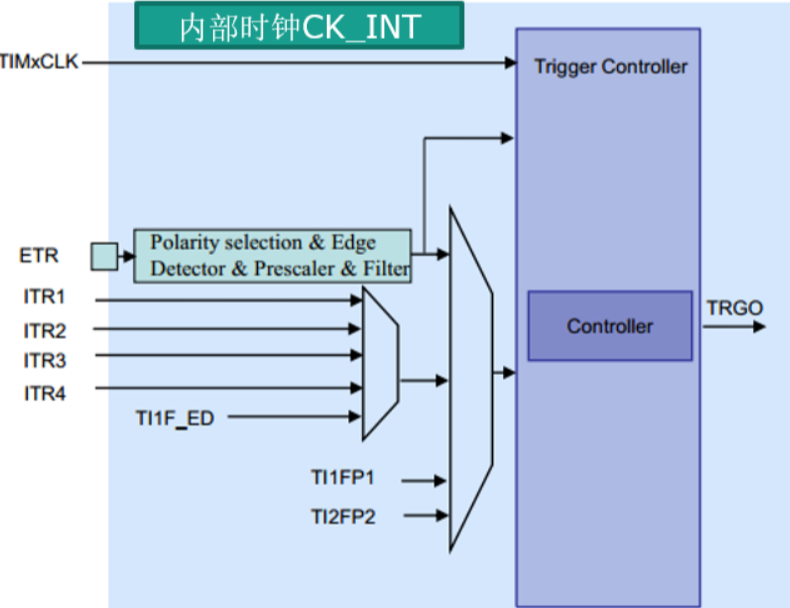 内部时钟CK_INT
TIMxCLK
Trigger Controller
ETR
Polarity selection & Edge
Detector & Prescaler & Filter
ITR1
ITR2
ITR3
ITR4
TI1F_ED
TI1FP1
TI2FP2
Controller
TRGO